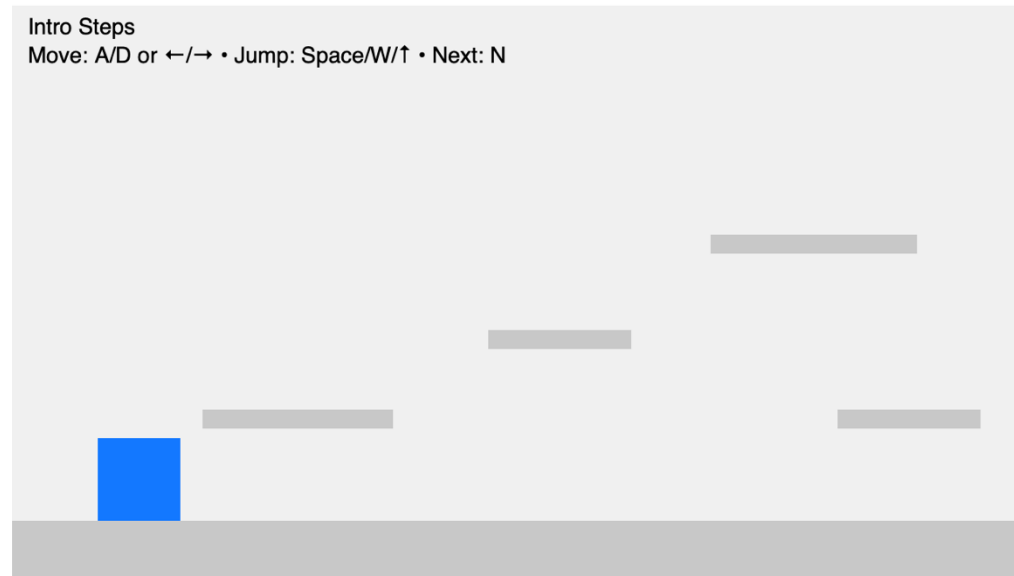 Intro Steps
Move: A/D or ←/→ • Jump: Space/W/↑ • Next: N